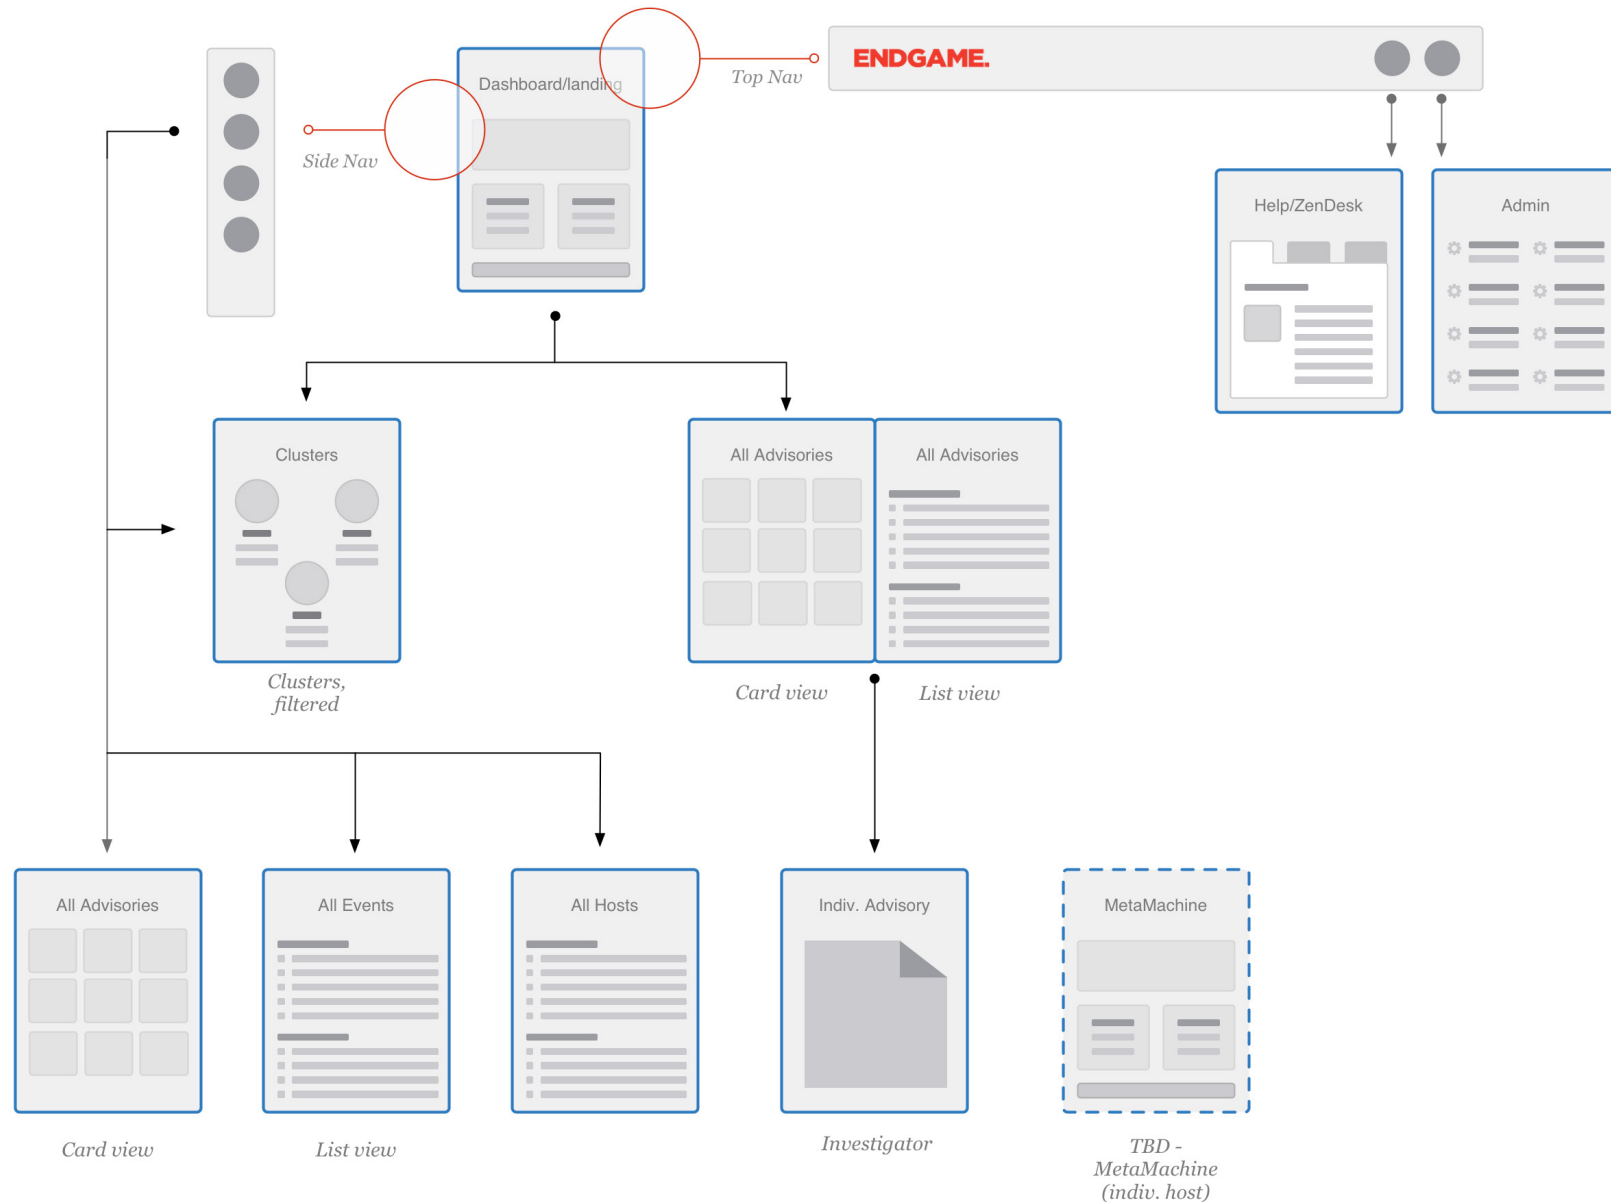 ENDGAME.
Top Nav
Dashboard/landing
Side Nav
Help/ZenDesk
Admin
Clusters
All Advisories
All Advisories
Clusters,
filtered
Card view
List view
All Advisories
All Events
All Hosts
Indiv. Advisory
MetaMachine
Card view
List view
Investigator
TBD -
MetaMachine
(indiv. host)